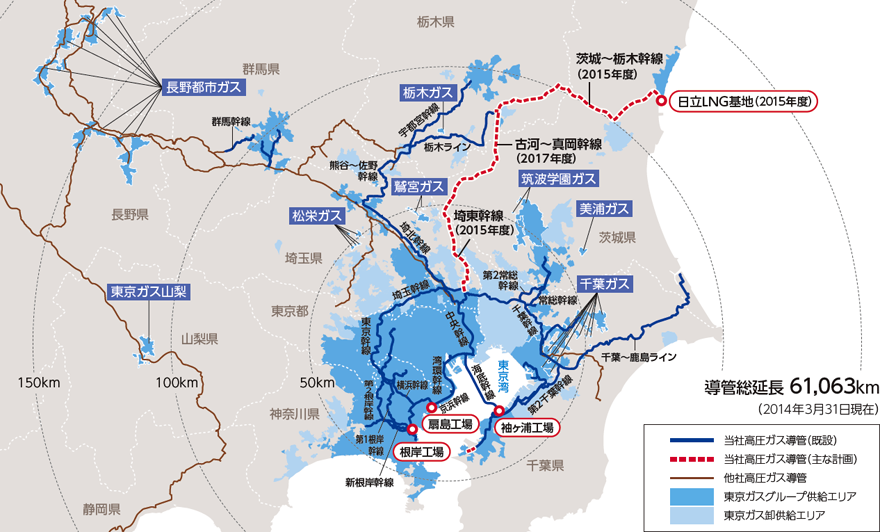 栃木県
群馬県
長野都市ガス
群馬幹線
栃木ガス
宇都宮幹線
栃木ライン
茨城〜栃木幹線
(2015年度)
日立LNG基地(2015年度)
古河〜真岡幹線
(2017年度)
熊谷〜佐野
幹線
鷲宮ガス
筑波学園ガス
長野県
松栄ガス
埼北幹線
埼東幹線
(2015年度)
美浦ガス
茨城県
埼玉県
東京ガス山梨
東京都
埼玉幹線
第2常総
幹線
常総幹線
千葉ガス
山梨県
東京幹線
中央幹線
千葉幹線
千葉〜鹿島ライン
150km
100km
50km
第2根岸幹線
横浜幹線
湾環幹線
海底幹線
東京湾
第2千葉幹線
京浜幹線
神奈川県
第1根岸
幹線
扇島工場
袖ヶ浦工場
根岸工場
新根岸幹線
千葉県
静岡県
導管総延長 61,063km
(2014年3月31日現在)
当社高圧ガス導管(既設)
当社高圧ガス導管(主な計画)
他社高圧ガス導管
東京ガスグループ供給エリア
東京ガス卸供給エリア